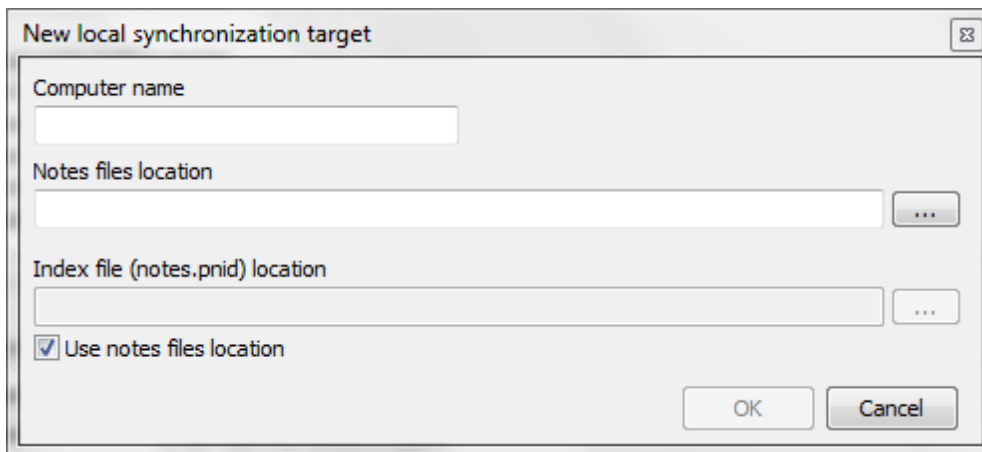 New local synchronization target
Computer name
Notes files location
...
Index file (notes.pnid) location
...
Use notes files location
OK Cancel